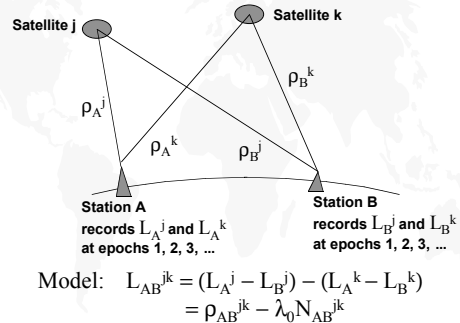 Satellite k
Satellite j
ρ_B^k
ρ_A^j
ρ_A^k
ρ_B^j
Station A
records L_A^j and L_A^k
at epochs 1, 2, 3, ...
Station B
records L_B^j and L_B^k
at epochs 1, 2, 3, ...
Model: L_AB^jk = (L_A^j – L_B^j) – (L_A^k – L_B^k)
= ρ_AB^jk – λ_0N_AB^jk